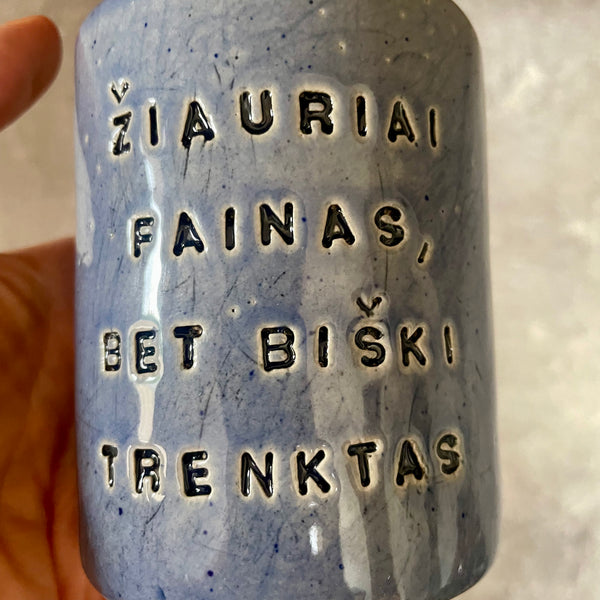 ŽIAURIAI
FAINAS,
BET BIŠKI
TRENKTAS